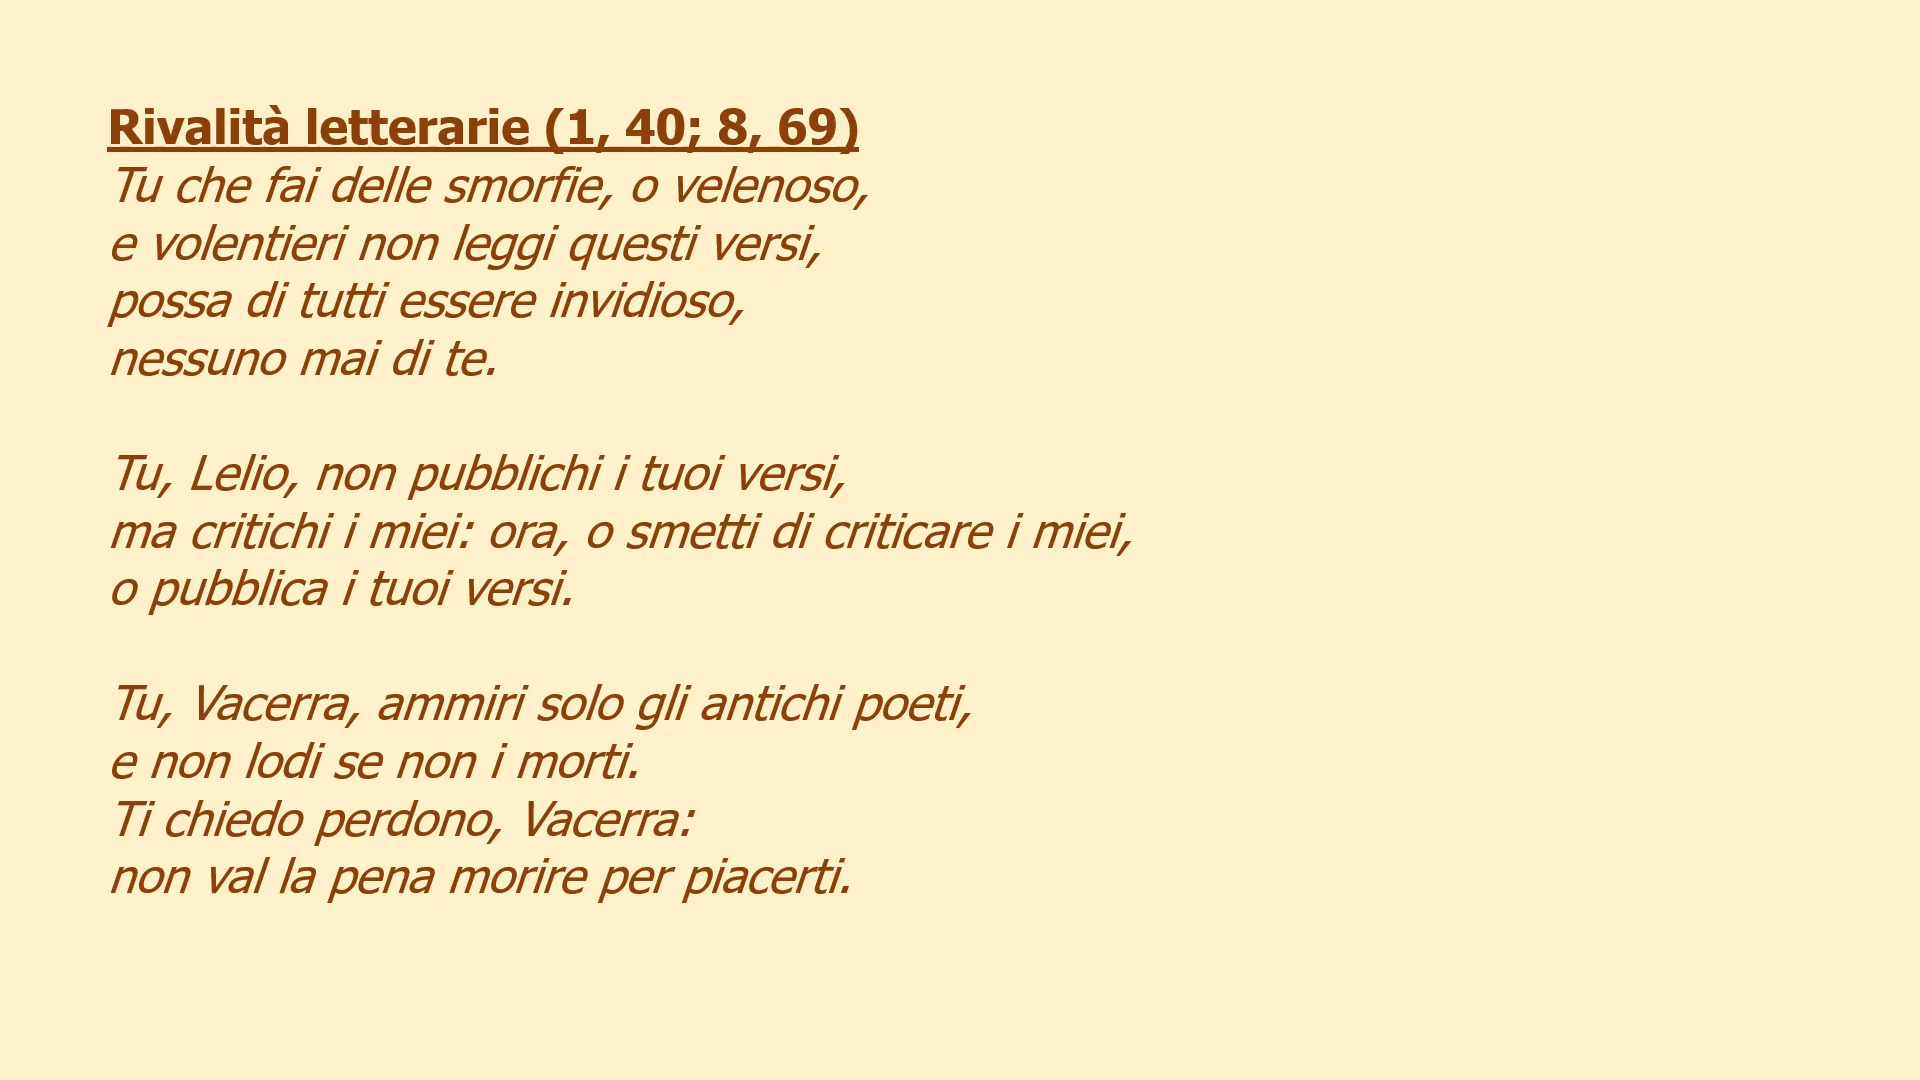 Rivalità letterarie (1, 40; 8, 69)
Tu che fai delle smorfie, o velenoso,
e volentieri non leggi questi versi,
possa di tutti essere invidioso,
nessuno mai di te.
Tu, Lelio, non pubblichi i tuoi versi,
ma critichi i miei: ora, o smetti di criticare i miei,
o pubblica i tuoi versi.
Tu, Vacerra, ammiri solo gli antichi poeti,
e non lodi se non i morti.
Ti chiedo perdono, Vacerra:
non val la pena morire per piacerti.